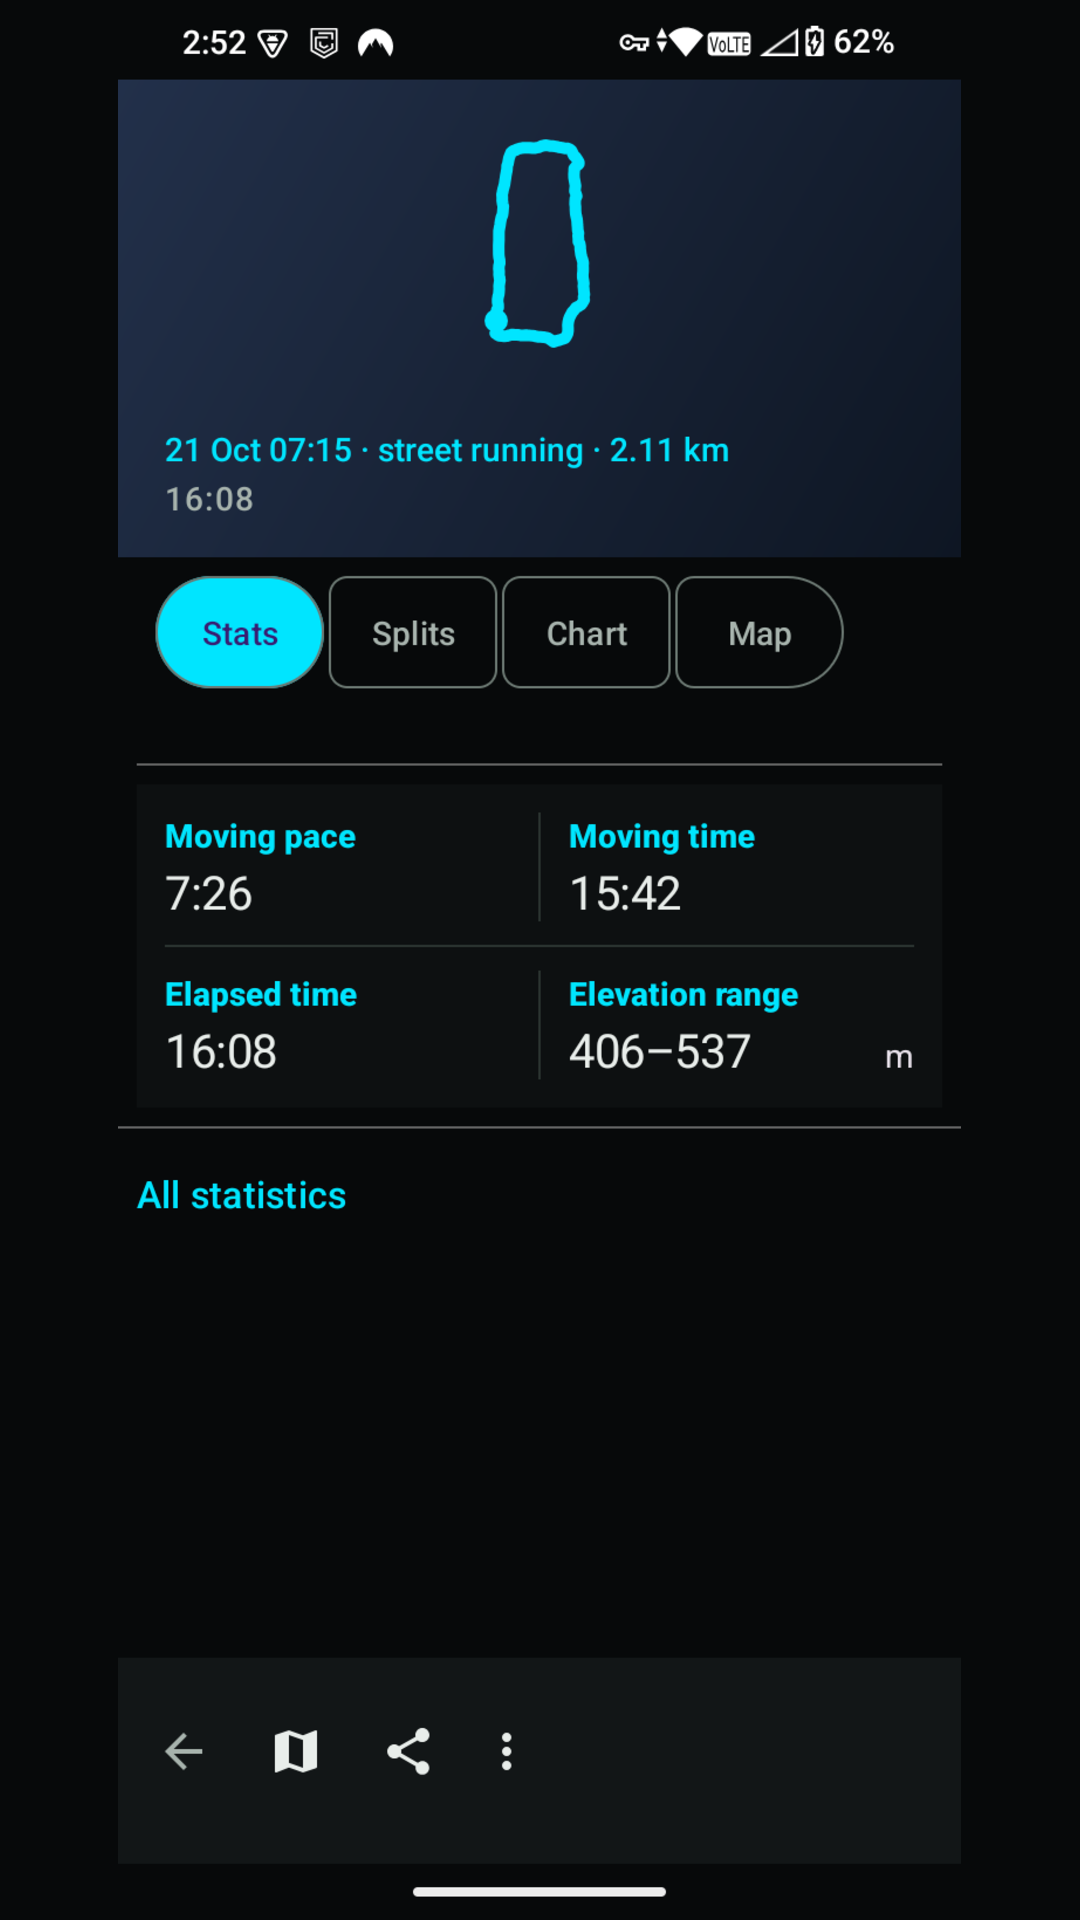 2:52 VoLTE 62%
21 Oct 07:15 · street running · 2.11 km
16:08
Stats Splits Chart Map
Moving pace Moving time
7:26 15:42
Elapsed time Elevation range
16:08 406–537 m
All statistics